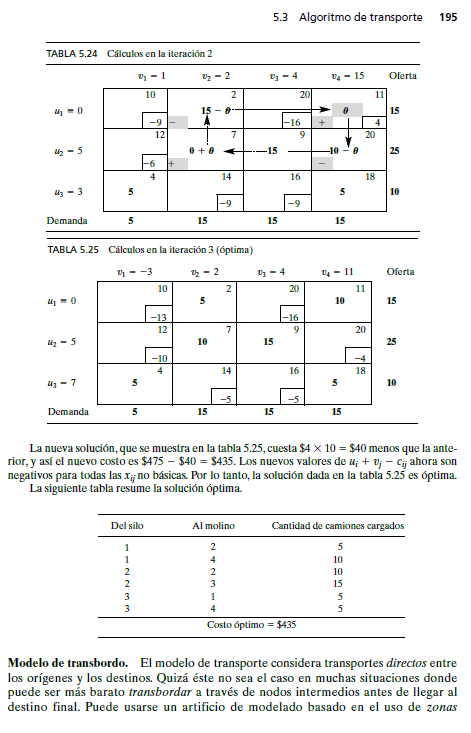 5.3 Algoritmo de transporte 195
TABLA 5.24 Cálculos en la iteración 2
v1 = 1 v2 = 2 v3 = 4 v4 = 15 Oferta
10 2 20 11
u1 ≡ 0 15 − θ θ 15
−9 − −16 + 4
12 7 9 20
u2 = 5 0 + θ 15 10 − θ 25
−6 + −
4 14 16 18
u3 = 3 5 5 10
−9 −9
Demanda 5 15 15 15
TABLA 5.25 Cálculos en la iteración 3 (óptima)
v1 = −3 v2 = 2 v3 = 4 v4 = 11 Oferta
10 2 20 11
u1 ≡ 0 5 10 15
−13 −16
12 7 9 20
u2 = 5 10 15 25
−10 −4
4 14 16 18
u3 = 7 5 5 10
−5 −5
Demanda 5 15 15 15
La nueva solución, que se muestra en la tabla 5.25, cuesta $4 × 10 = $40 menos que la ante-
rior, y así el nuevo costo es $475 − $40 = $435. Los nuevos valores de ui + vj − cij ahora son
negativos para todas las xij no básicas. Por lo tanto, la solución dada en la tabla 5.25 es óptima.
La siguiente tabla resume la solución óptima.
Del silo Al molino Cantidad de camiones cargados
1 2 5
1 4 10
2 2 10
2 3 15
3 1 5
3 4 5
Costo óptimo = $435
Modelo de transbordo. El modelo de transporte considera transportes directos entre
los orígenes y los destinos. Quizá éste no sea el caso en muchas situaciones donde
puede ser más barato transbordar a través de nodos intermedios antes de llegar al
destino final. Puede usarse un artificio de modelado basado en el uso de zonas